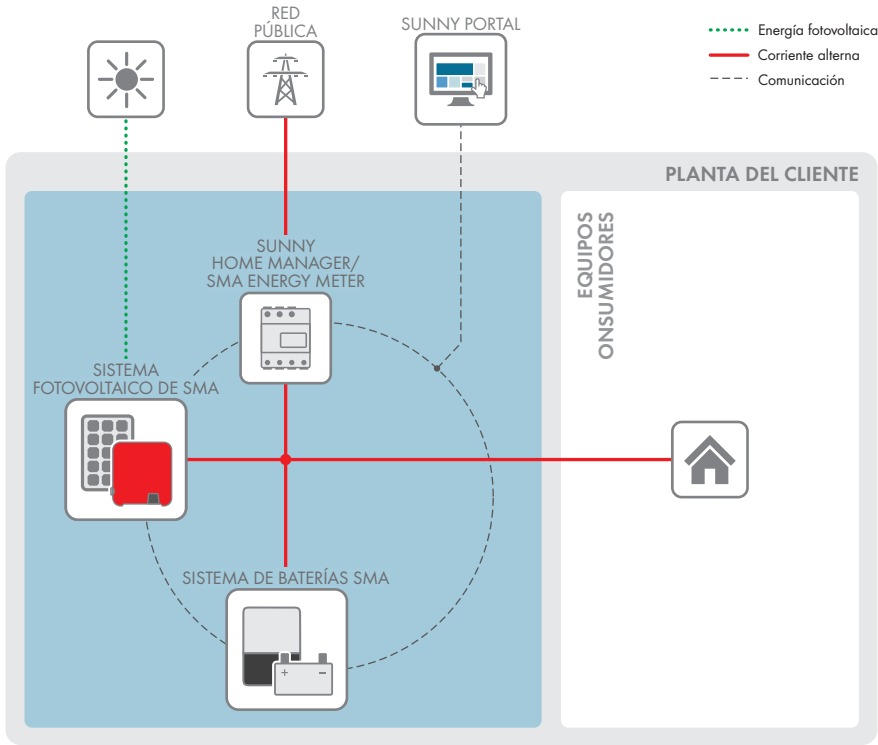 RED
PÚBLICA
SUNNY PORTAL
Energía fotovoltaica
Corriente alterna
Comunicación
PLANTA DEL CLIENTE
EQUIPOS
ONSUMIDORES
SUNNY
HOME MANAGER/
SMA ENERGY METER
SISTEMA
FOTOVOLTAICO DE SMA
SISTEMA DE BATERÍAS SMA
+ −